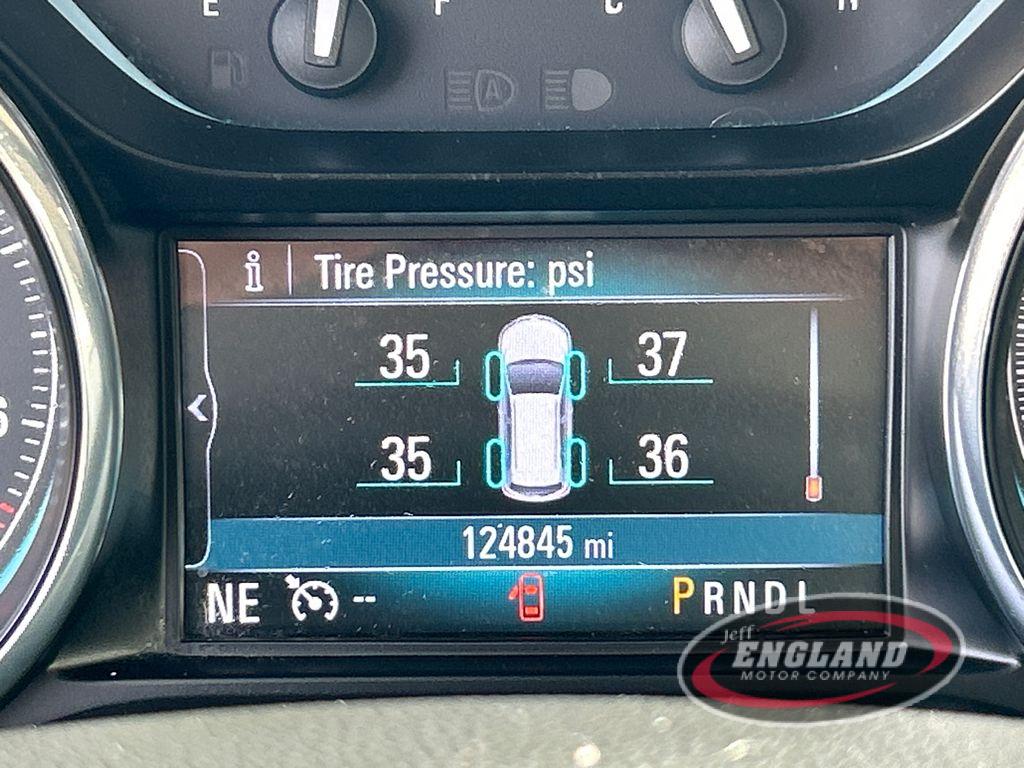 E F C H
A
i Tire Pressure: psi
35 37
35 36
124845 mi
NE -- PRNDL
Jeff
ENGLAND
MOTOR COMPANY